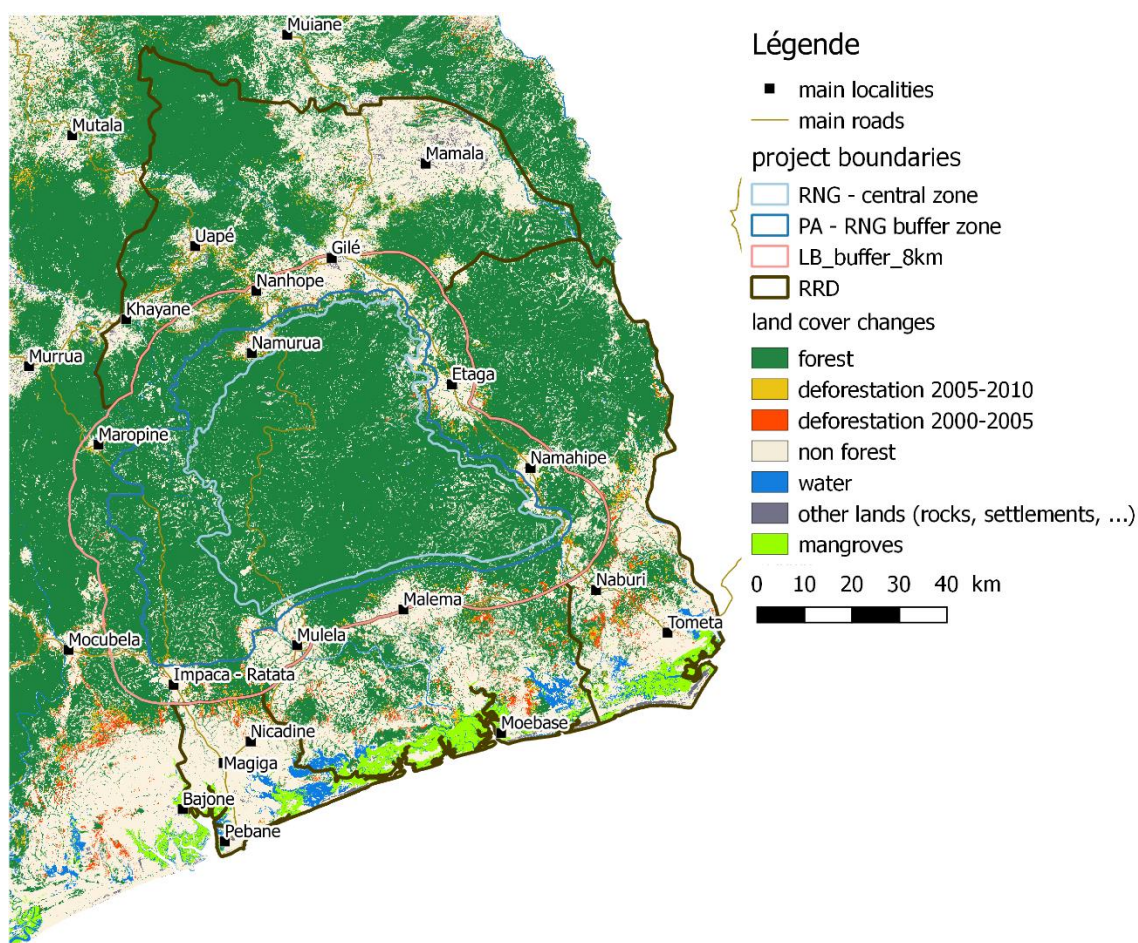 Muiane
Mutala
Mamala
Uapé
Gilé
Nanhope
Khayane
Namurua
Murrua
Etaga
Maropine
Namahipe
Naburi
Malema
Tometa
Mulela
Mocubela
Impaca - Ratata
Nicadine
Moebase
Magiga
Bajone
Pebane
Légende
main localities
main roads
project boundaries
RNG - central zone
PA - RNG buffer zone
LB_buffer_8km
RRD
land cover changes
forest
deforestation 2005-2010
deforestation 2000-2005
non forest
water
other lands (rocks, settlements, ...)
mangroves
0 10 20 30 40 km